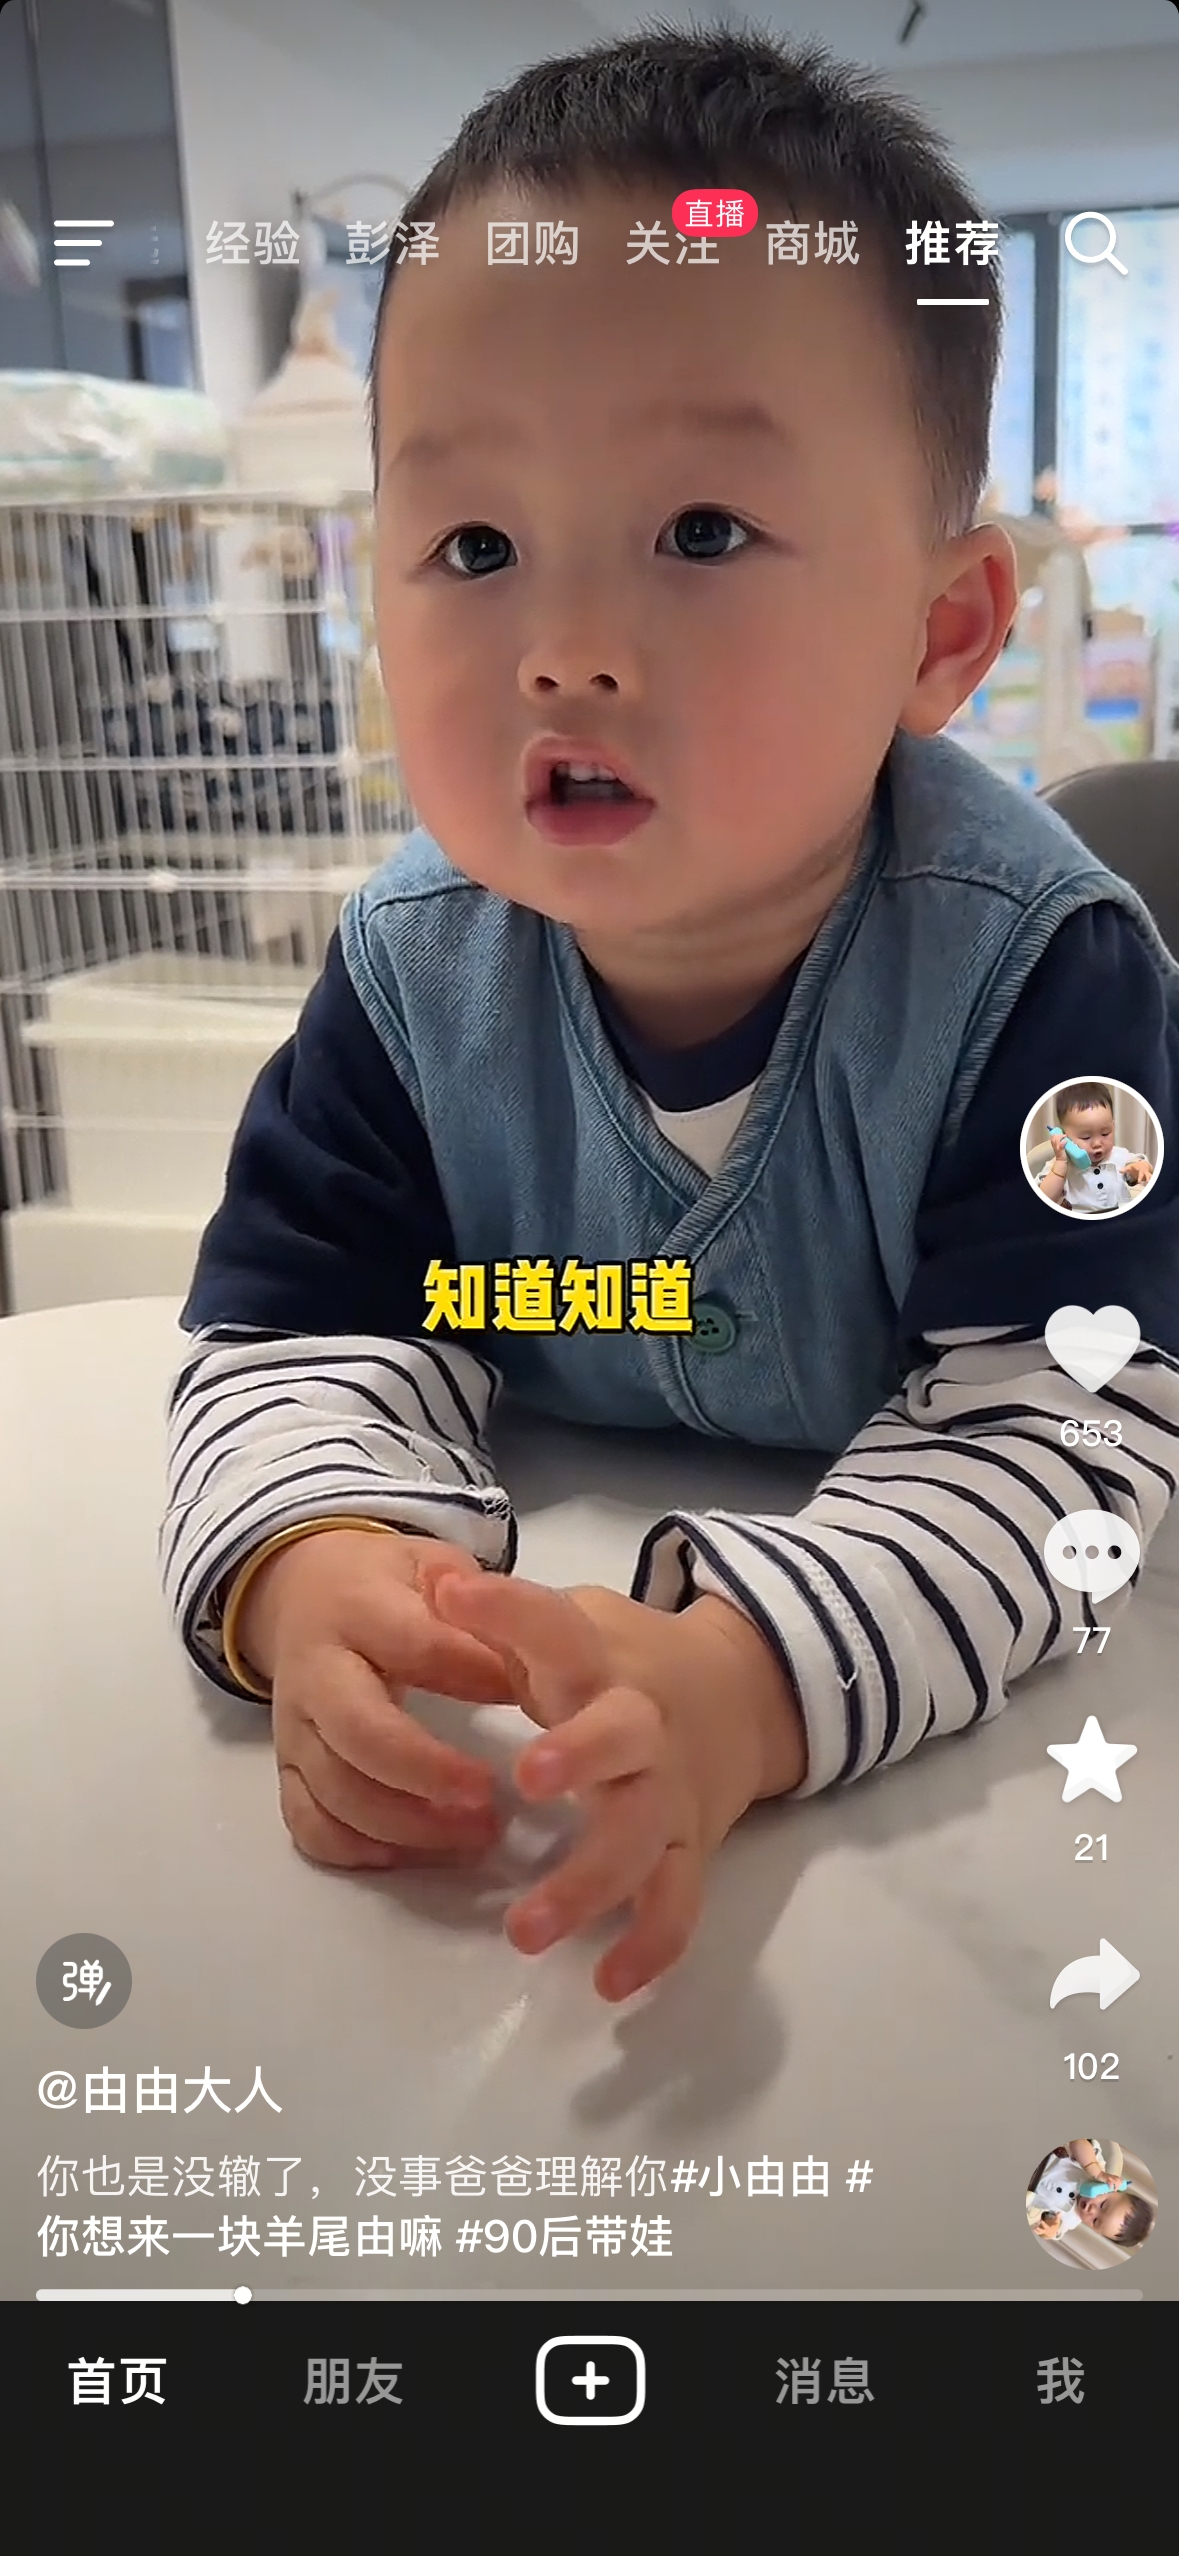 直播
经验 彭泽 团购 关注 商城 推荐
知道知道
653
77
21
102
弹
@由由大人
你也是没辙了，没事爸爸理解你#小由由 #
你想来一块羊尾由嘛 #90后带娃
首页 朋友 消息 我